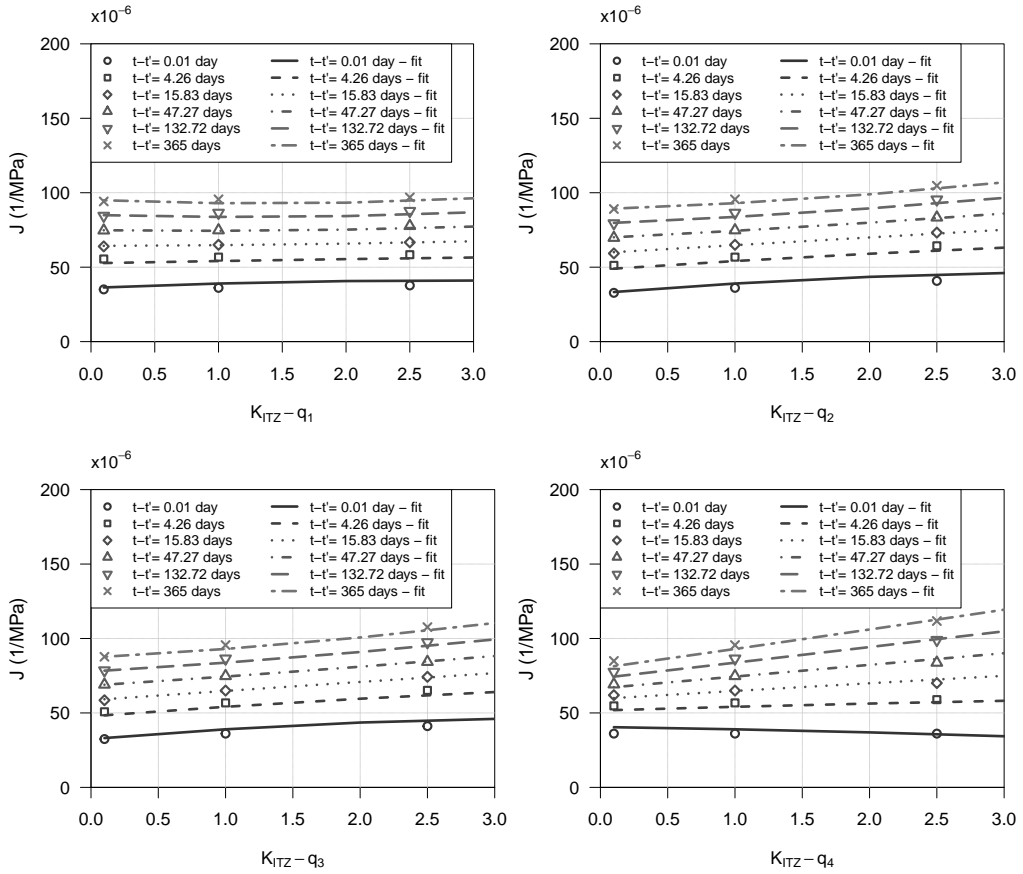 x10⁻⁶
200
150
100
50
0
J (1/MPa)
t−t'= 0.01 day
t−t'= 4.26 days
t−t'= 15.83 days
t−t'= 47.27 days
t−t'= 132.72 days
t−t'= 365 days
t−t'= 0.01 day − fit
t−t'= 4.26 days − fit
t−t'= 15.83 days − fit
t−t'= 47.27 days − fit
t−t'= 132.72 days − fit
t−t'= 365 days − fit
0.0 0.5 1.0 1.5 2.0 2.5 3.0
K_ITZ − q₁
x10⁻⁶
200
150
100
50
0
J (1/MPa)
t−t'= 0.01 day
t−t'= 4.26 days
t−t'= 15.83 days
t−t'= 47.27 days
t−t'= 132.72 days
t−t'= 365 days
t−t'= 0.01 day − fit
t−t'= 4.26 days − fit
t−t'= 15.83 days − fit
t−t'= 47.27 days − fit
t−t'= 132.72 days − fit
t−t'= 365 days − fit
0.0 0.5 1.0 1.5 2.0 2.5 3.0
K_ITZ − q₂
x10⁻⁶
200
150
100
50
0
J (1/MPa)
t−t'= 0.01 day
t−t'= 4.26 days
t−t'= 15.83 days
t−t'= 47.27 days
t−t'= 132.72 days
t−t'= 365 days
t−t'= 0.01 day − fit
t−t'= 4.26 days − fit
t−t'= 15.83 days − fit
t−t'= 47.27 days − fit
t−t'= 132.72 days − fit
t−t'= 365 days − fit
0.0 0.5 1.0 1.5 2.0 2.5 3.0
K_ITZ − q₃
x10⁻⁶
200
150
100
50
0
J (1/MPa)
t−t'= 0.01 day
t−t'= 4.26 days
t−t'= 15.83 days
t−t'= 47.27 days
t−t'= 132.72 days
t−t'= 365 days
t−t'= 0.01 day − fit
t−t'= 4.26 days − fit
t−t'= 15.83 days − fit
t−t'= 47.27 days − fit
t−t'= 132.72 days − fit
t−t'= 365 days − fit
0.0 0.5 1.0 1.5 2.0 2.5 3.0
K_ITZ − q₄